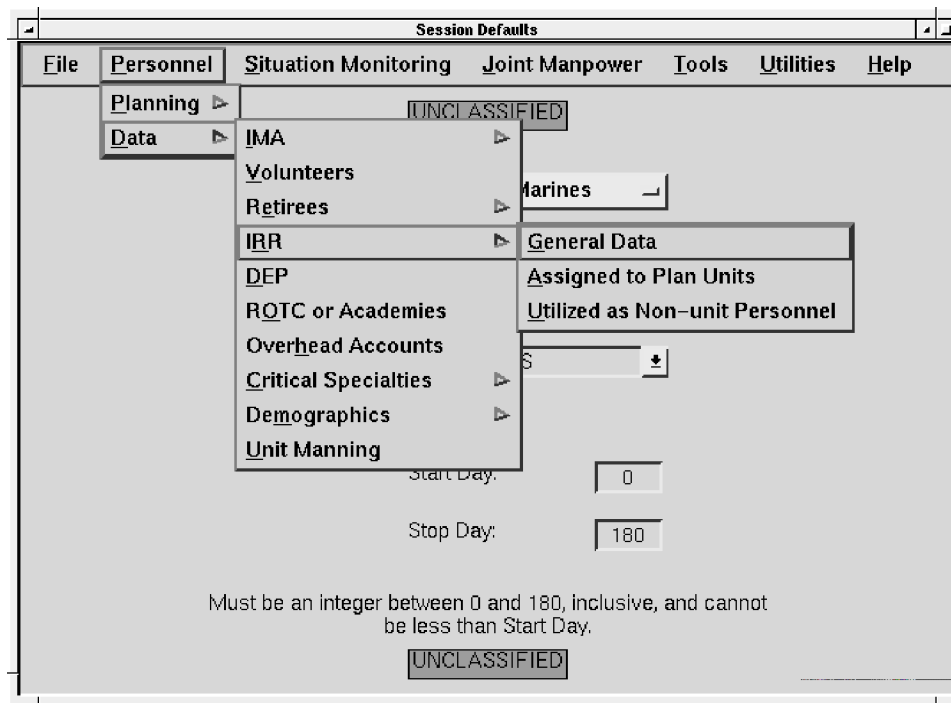 Session Defaults
File Personnel Situation Monitoring Joint Manpower Tools Utilities Help
Planning
Data
UNCLASSIFIED
IMA
Volunteers
Retirees
IRR
DEP
ROTC or Academies
Overhead Accounts
Critical Specialties
Demographics
Unit Manning
Marines
General Data
Assigned to Plan Units
Utilized as Non-unit Personnel
S
Start Day: 0
Stop Day: 180
Must be an integer between 0 and 180, inclusive, and cannot
be less than Start Day.
UNCLASSIFIED